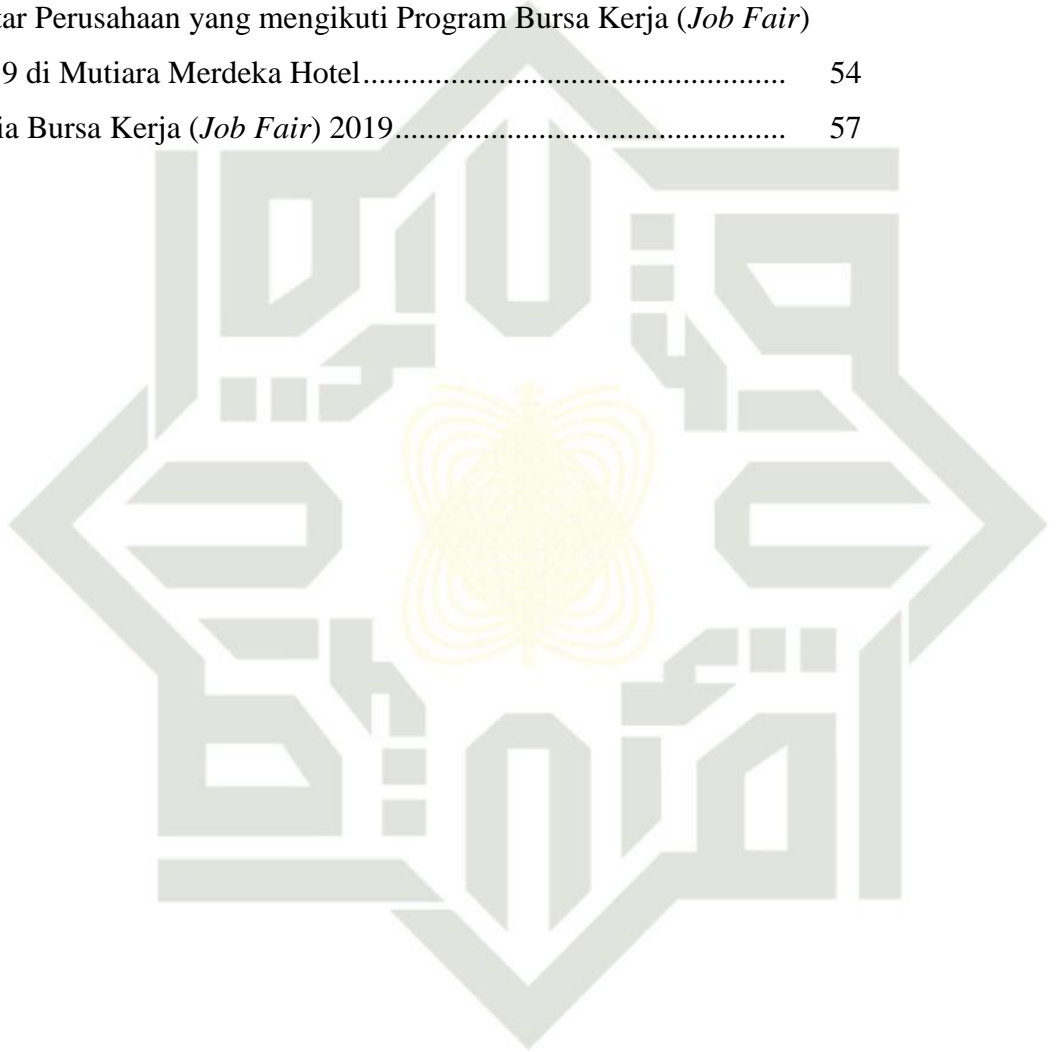 tar Perusahaan yang mengikuti Program Bursa Kerja (Job Fair)
9 di Mutiara Merdeka Hotel............................................... 54
ia Bursa Kerja (Job Fair) 2019........................................... 57